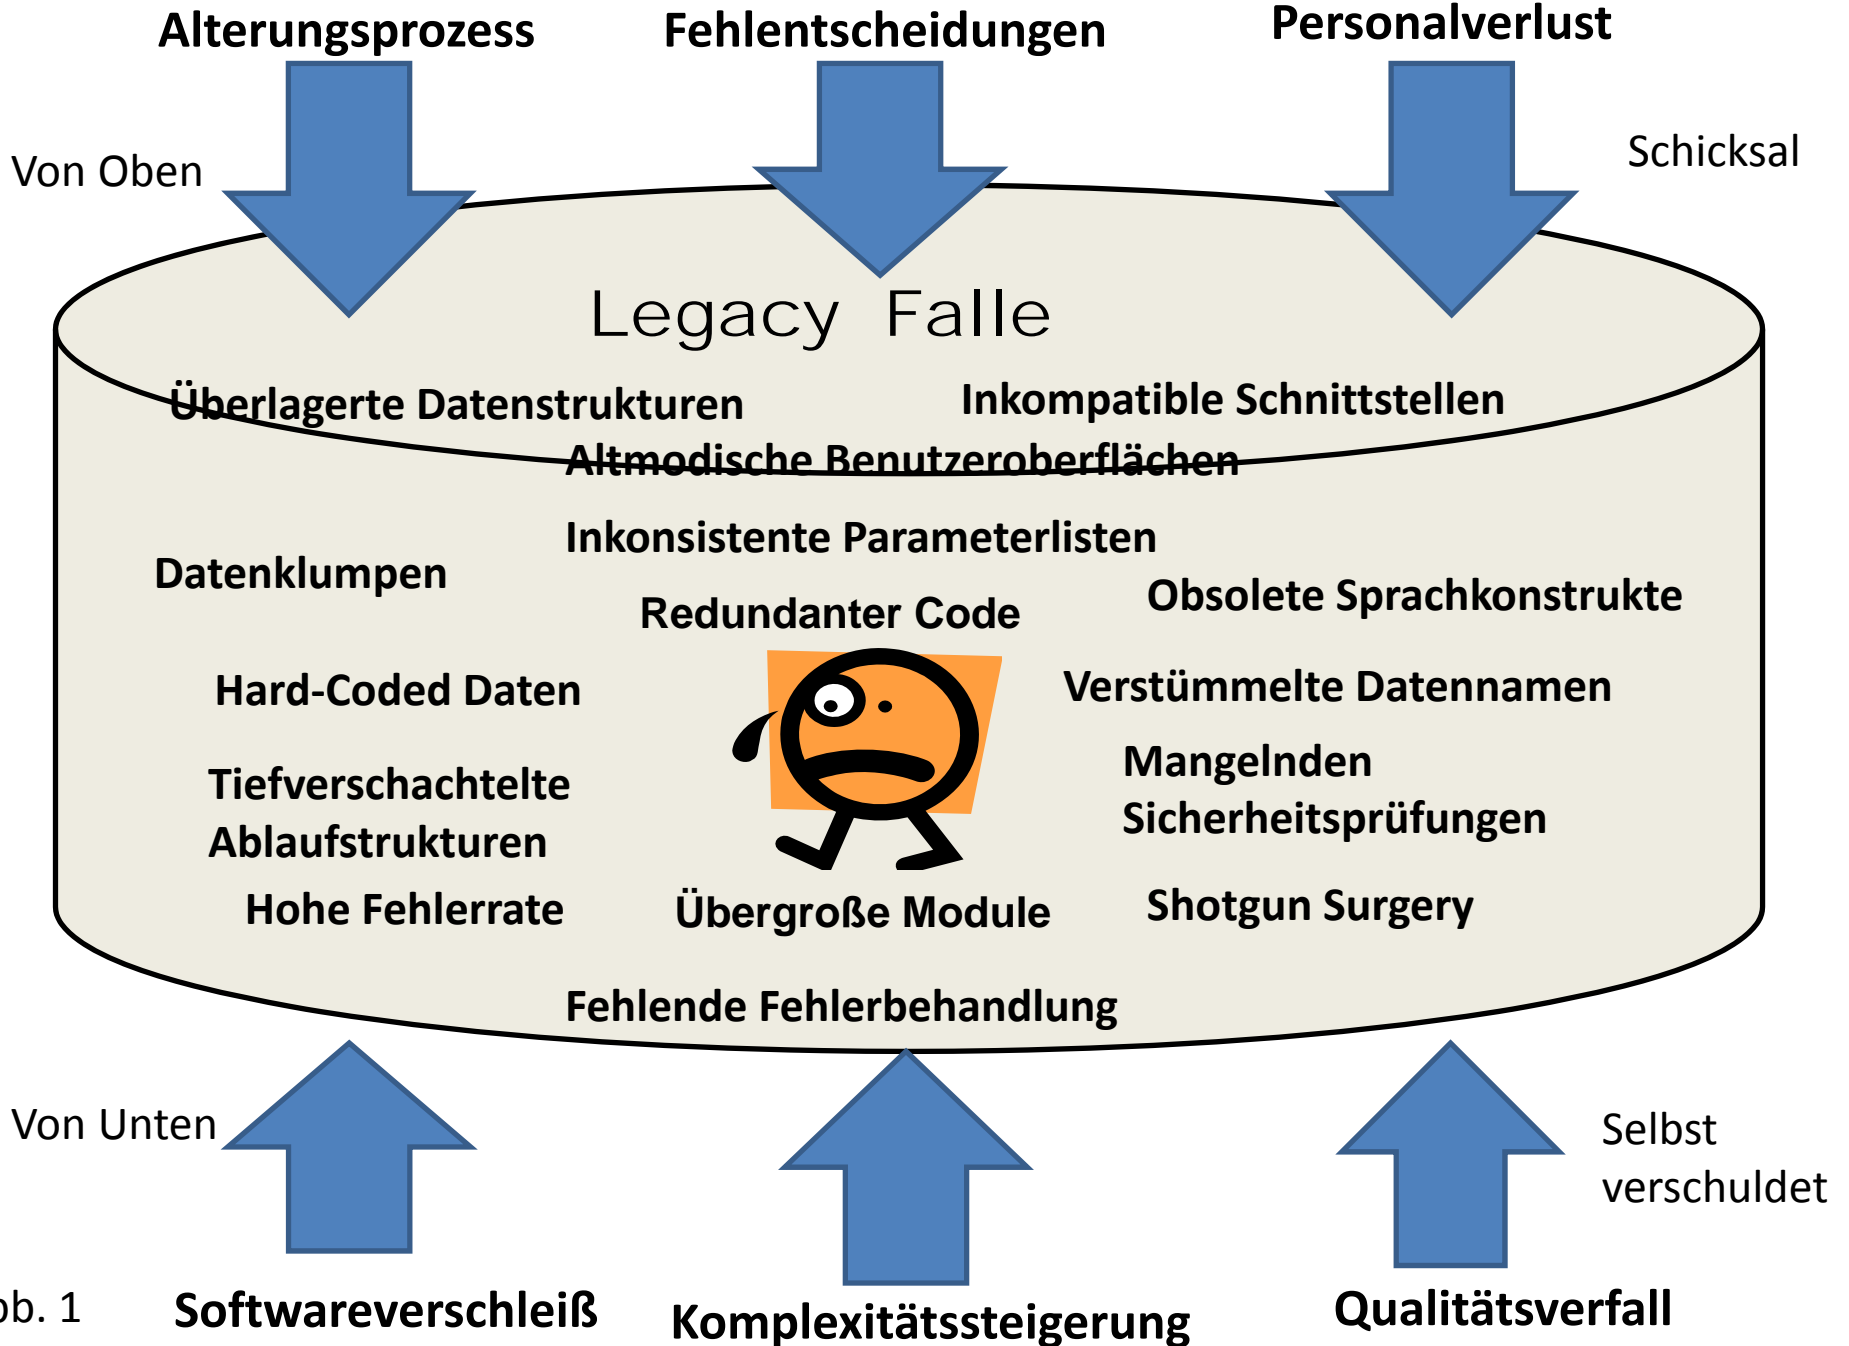 Alterungsprozess
Fehlentscheidungen
Personalverlust
Von Oben
Schicksal
Legacy Falle
Überlagerte Datenstrukturen
Inkompatible Schnittstellen
Altmodische Benutzeroberflächen
Inkonsistente Parameterlisten
Datenklumpen
Obsolete Sprachkonstrukte
Redundanter Code
Hard-Coded Daten
Verstümmelte Datennamen
Tiefverschachtelte
Ablaufstrukturen
Mangelnden
Sicherheitsprüfungen
Hohe Fehlerrate
Übergroße Module
Shotgun Surgery
Fehlende Fehlerbehandlung
Von Unten
Selbst
verschuldet
bb. 1
Softwareverschleiß
Komplexitätssteigerung
Qualitätsverfall